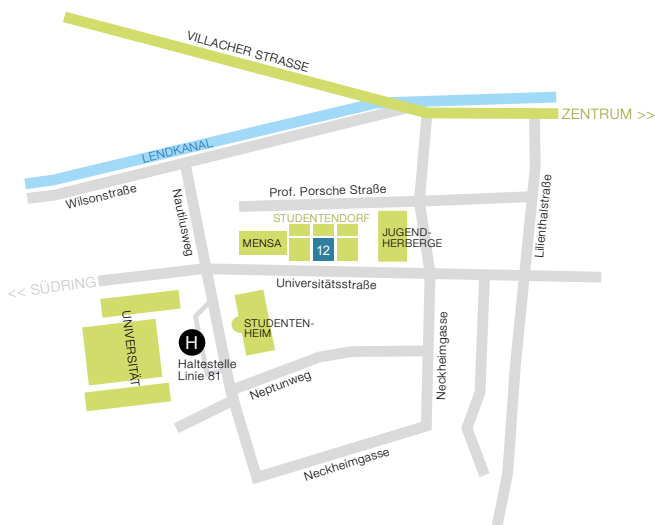 VILLACHER STRASSE
ZENTRUM >>
LENDKANAL
Wilsonstraße
Nautilusweg
Prof. Porsche Straße
Lilienthalstraße
STUDENTENDORF
MENSA
12
JUGEND-
HERBERGE
<< SÜDRING
Universitätsstraße
UNIVERSITÄT
STUDENTEN-
HEIM
H
Haltestelle
Linie 81
Neckheimgasse
Neptunweg
Neckheimgasse